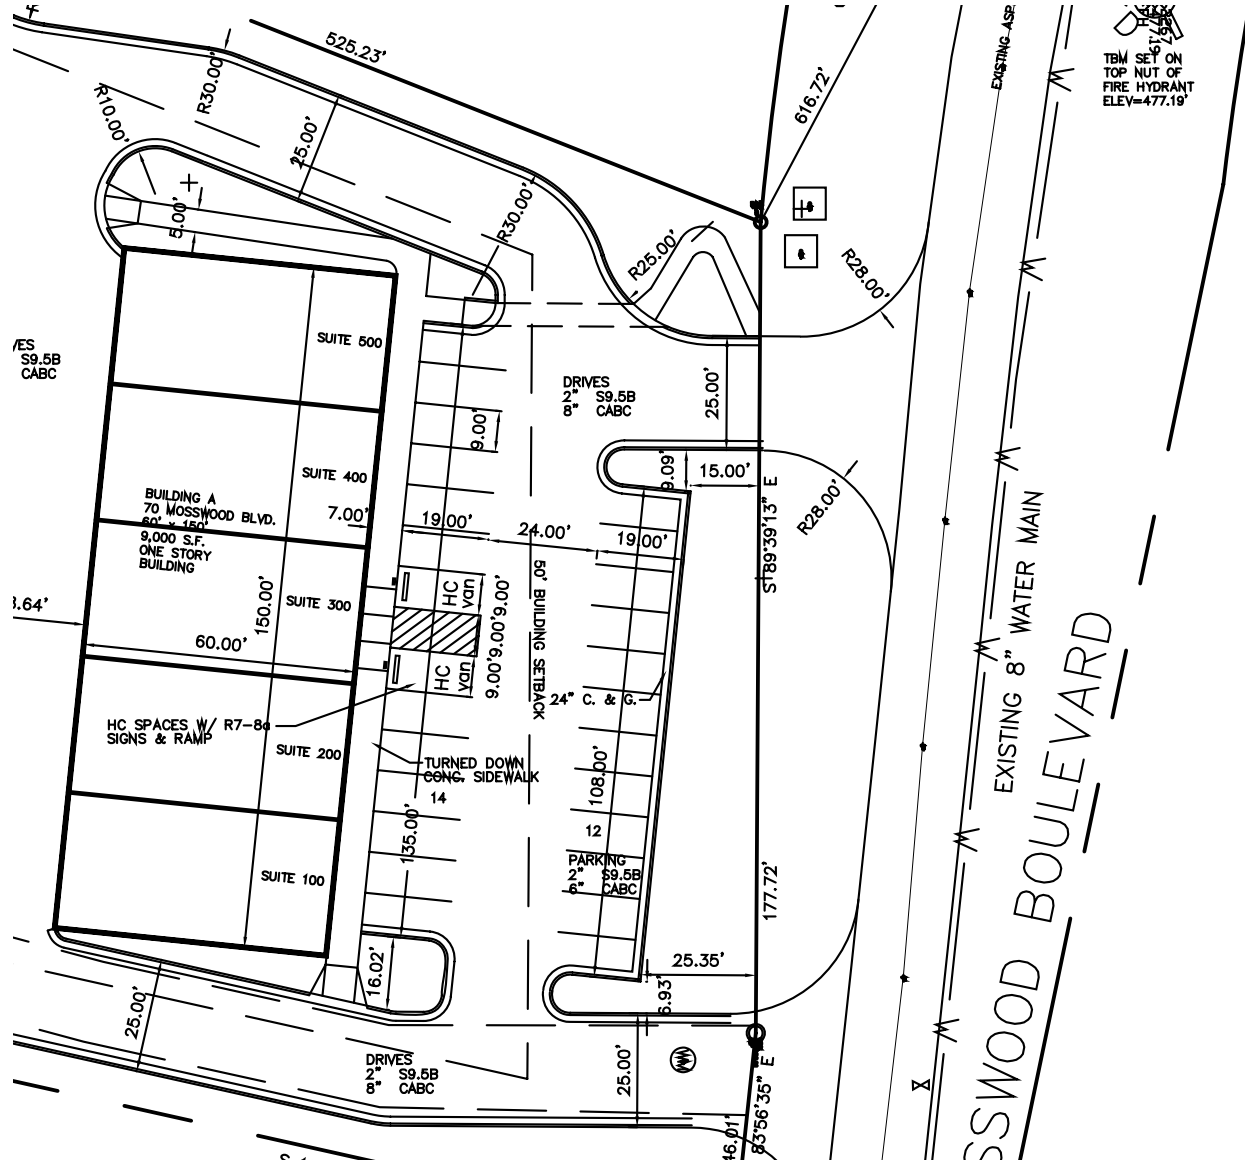 525.23'
R30.00'
R10.00'
25.00'
616.72'
EXISTING ASP
TBM SET ON
TOP NUT OF
FIRE HYDRANT
ELEV=477.19'
5.00'
R30.00'
R25.00'
R28.00'
SUITE 500
S9.5B
CABC
DRIVES
2" S9.5B
8" CABC
25.00'
9.00'
SUITE 400
9.09'
15.00'
BUILDING A
70 MOSSWOOD BLVD.
60' x 150'
9,000 S.F.
ONE STORY
BUILDING
7.00'
19.00'
24.00'
19.00'
R28.00'
S 89°39'13" E
SUITE 300
150.00'
60.00'
HC
van
9.00'
9.00'
9.00'
HC
van
50' BUILDING SETBACK
24" C. & G.
EXISTING 8" WATER MAIN
HC SPACES W/ R7-8a
SIGNS & RAMP
SUITE 200
TURNED DOWN
CONC. SIDEWALK
14
108.00'
12
135.00'
PARKING
2" S9.5B
6" CABC
SUITE 100
177.72'
16.02'
25.35'
6.93'
25.00'
DRIVES
2" S9.5B
8" CABC
25.00'
83°56'35" E
46.01'
SSWOOD BOULEVARD